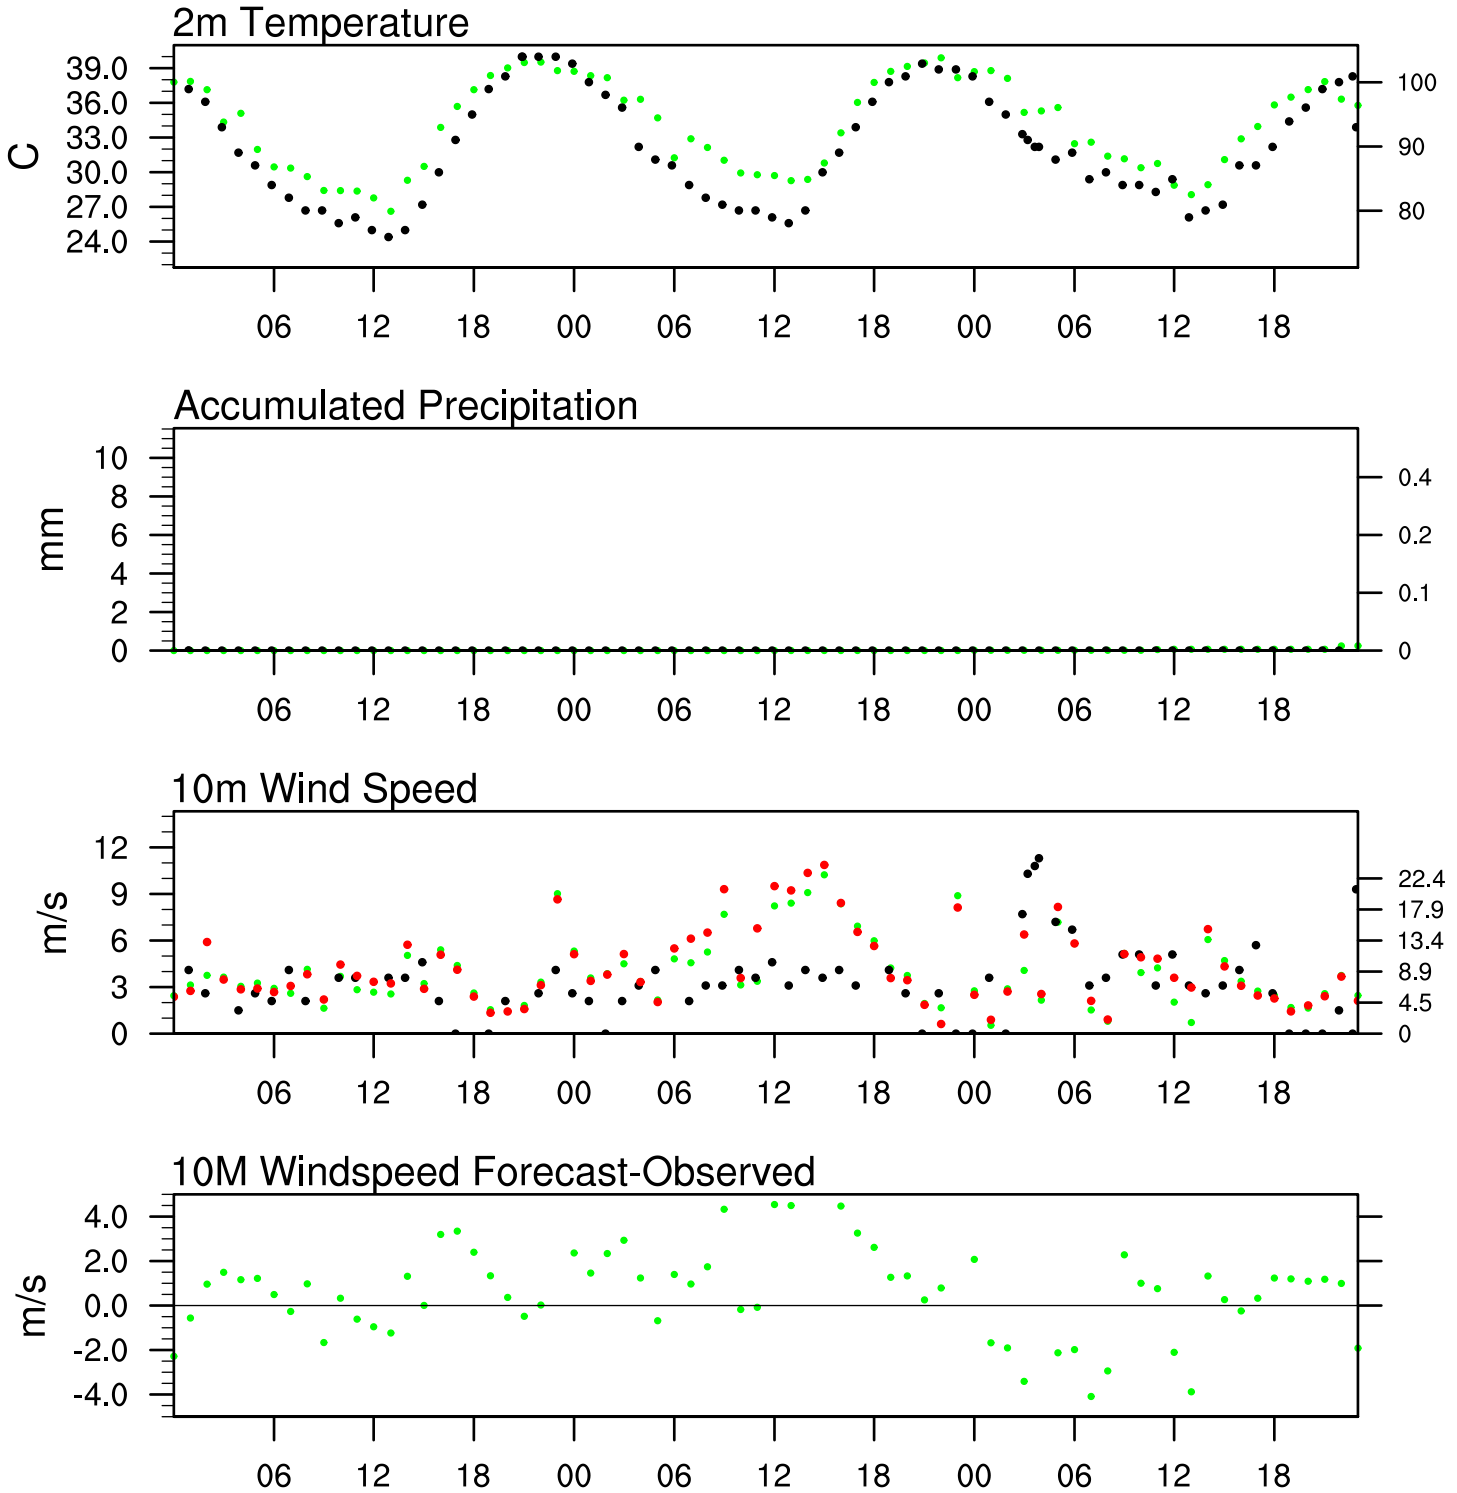 2m Temperature
C
39.0
36.0
33.0
30.0
27.0
24.0
100
90
80
06 12 18 00 06 12 18 00 06 12 18
Accumulated Precipitation
mm
10
8
6
4
2
0
0.4
0.2
0.1
0
06 12 18 00 06 12 18 00 06 12 18
10m Wind Speed
m/s
12
9
6
3
0
22.4
17.9
13.4
8.9
4.5
0
06 12 18 00 06 12 18 00 06 12 18
10M Windspeed Forecast-Observed
m/s
4.0
2.0
0.0
-2.0
-4.0
06 12 18 00 06 12 18 00 06 12 18